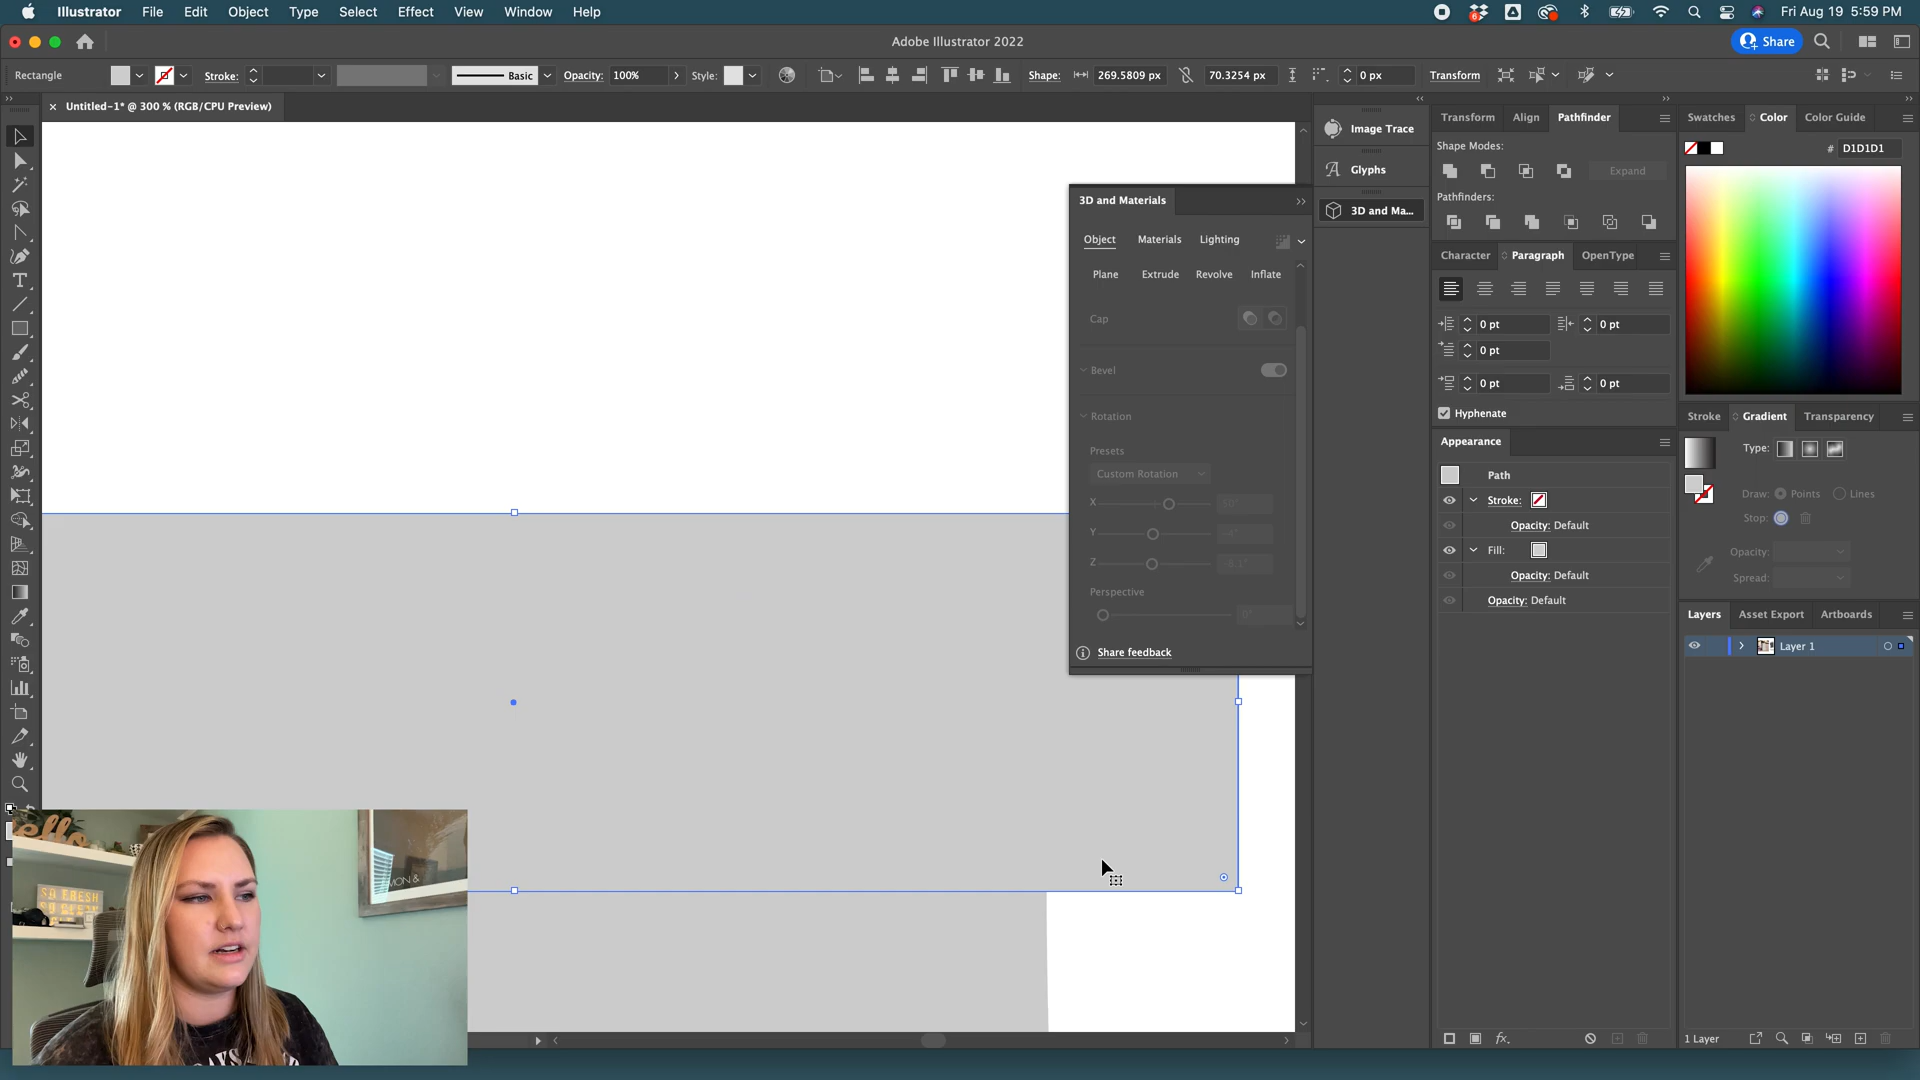 Illustrator File Edit Object Type Select Effect View Window Help
Fri Aug 19 5:59 PM
Adobe Illustrator 2022
Share
Rectangle
Stroke:
Basic
Opacity: 100%
Style:
Shape: 269.5809 px 70.3254 px 0 px Transform
× Untitled-1* @ 300 % (RGB/CPU Preview)
3D and Materials
Object Materials Lighting
Plane Extrude Revolve Inflate
Cap
Bevel
Rotation
Presets
Custom Rotation
X
Y
Z
Perspective
Share feedback
Image Trace
Glyphs
3D and Ma...
Transform Align Pathfinder
Shape Modes:
Expand
Pathfinders:
Character Paragraph OpenType
0 pt 0 pt
0 pt
0 pt 0 pt
Hyphenate
Appearance
Path
Stroke:
Opacity: Default
Fill:
Opacity: Default
Opacity: Default
Swatches Color Color Guide
# D1D1D1
Stroke Gradient Transparency
Type:
Draw: Points Lines
Stop:
Opacity:
Spread:
Layers Asset Export Artboards
Layer 1
1 Layer
hello